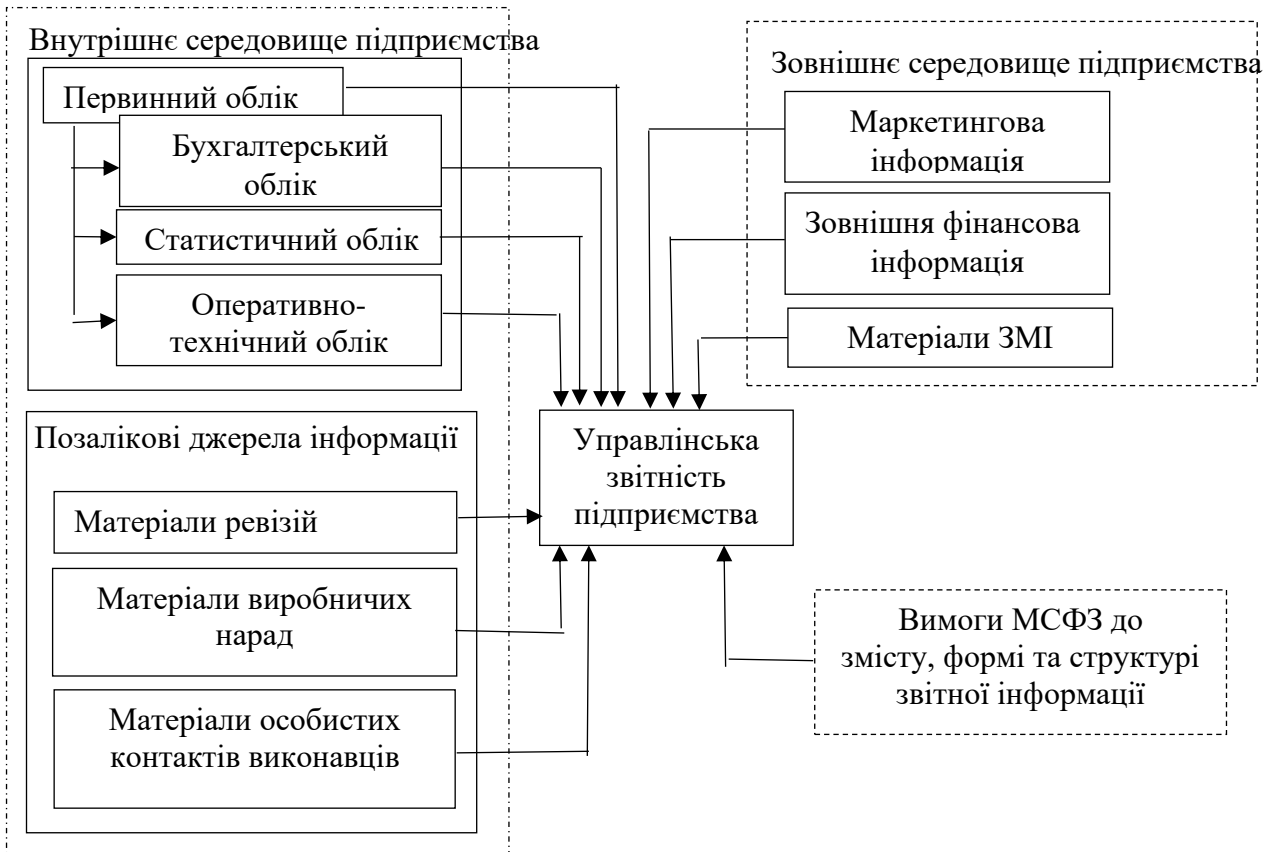 Внутрішнє середовище підприємства
Первинний облік
Бухгалтерський
облік
Статистичний облік
Оперативно-
технічний облік
Позалікові джерела інформації
Матеріали ревізій
Матеріали виробничих
нарад
Матеріали особистих
контактів виконавців
Управлінська
звітність
підприємства
Зовнішнє середовище підприємства
Маркетингова
інформація
Зовнішня фінансова
інформація
Матеріали ЗМІ
Вимоги МСФЗ до
змісту, формі та структурі
звітної інформації